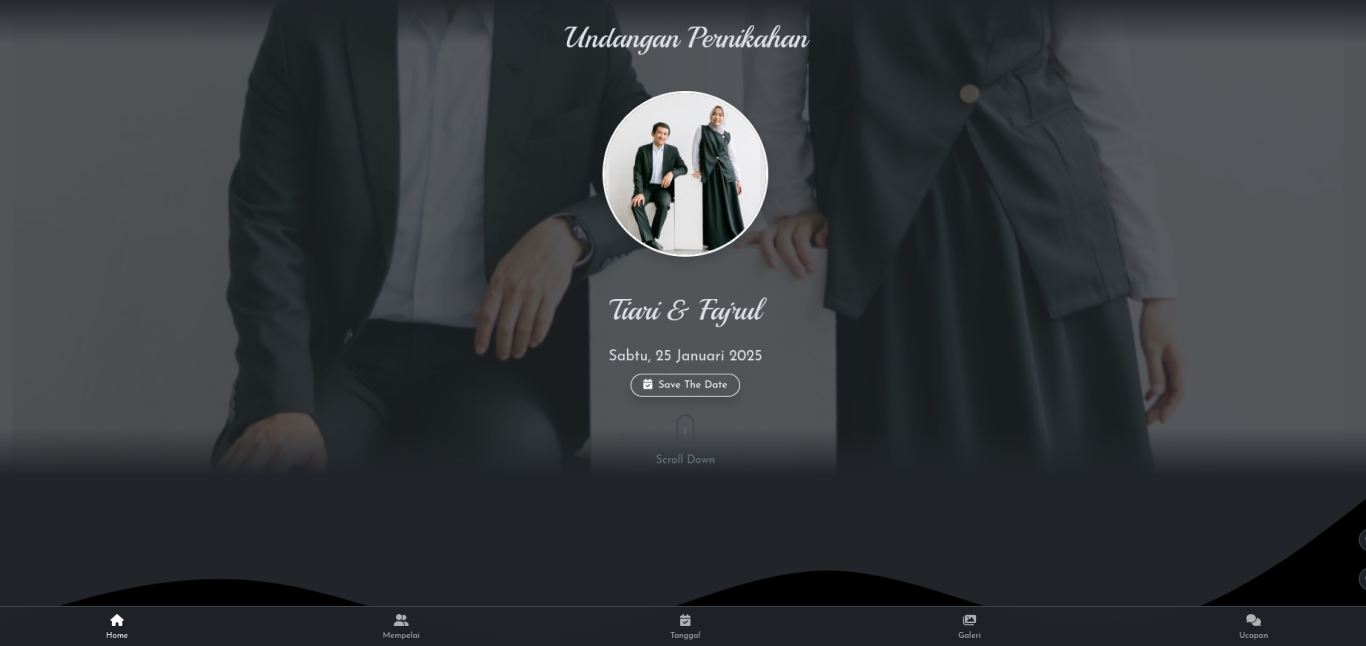 Undangan Pernikahan
Tiari & Fajrul
Sabtu, 25 Januari 2025
Save The Date
Scroll Down
Home
Mempelai
Tanggal
Galeri
Ucapan